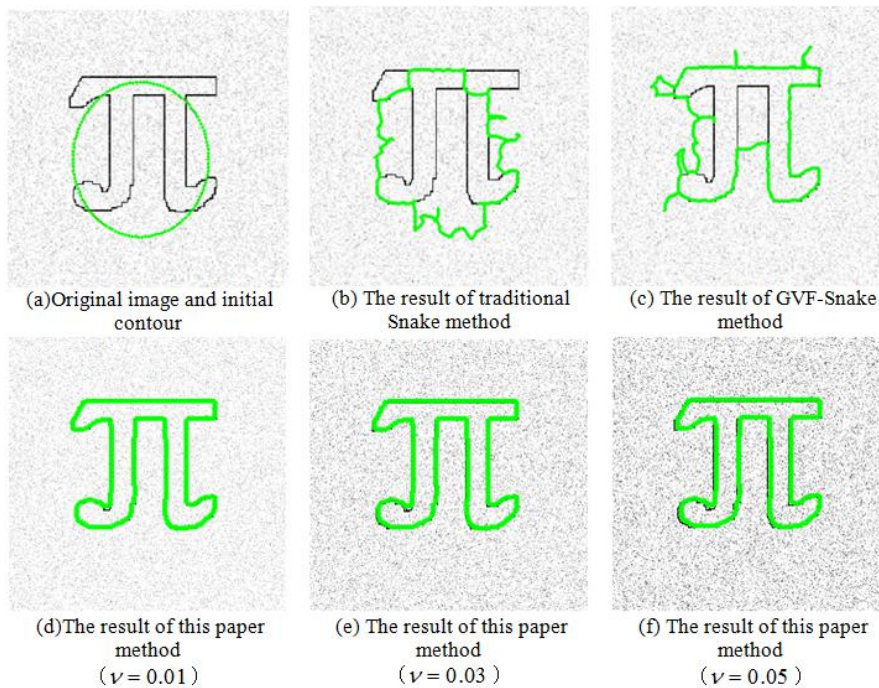 (a)Original image and initial
contour
(b) The result of traditional
Snake method
(c) The result of GVF-Snake
method
(d)The result of this paper
method
(ν = 0.01)
(e) The result of this paper
method
(ν = 0.03)
(f) The result of this paper
method
(ν = 0.05)